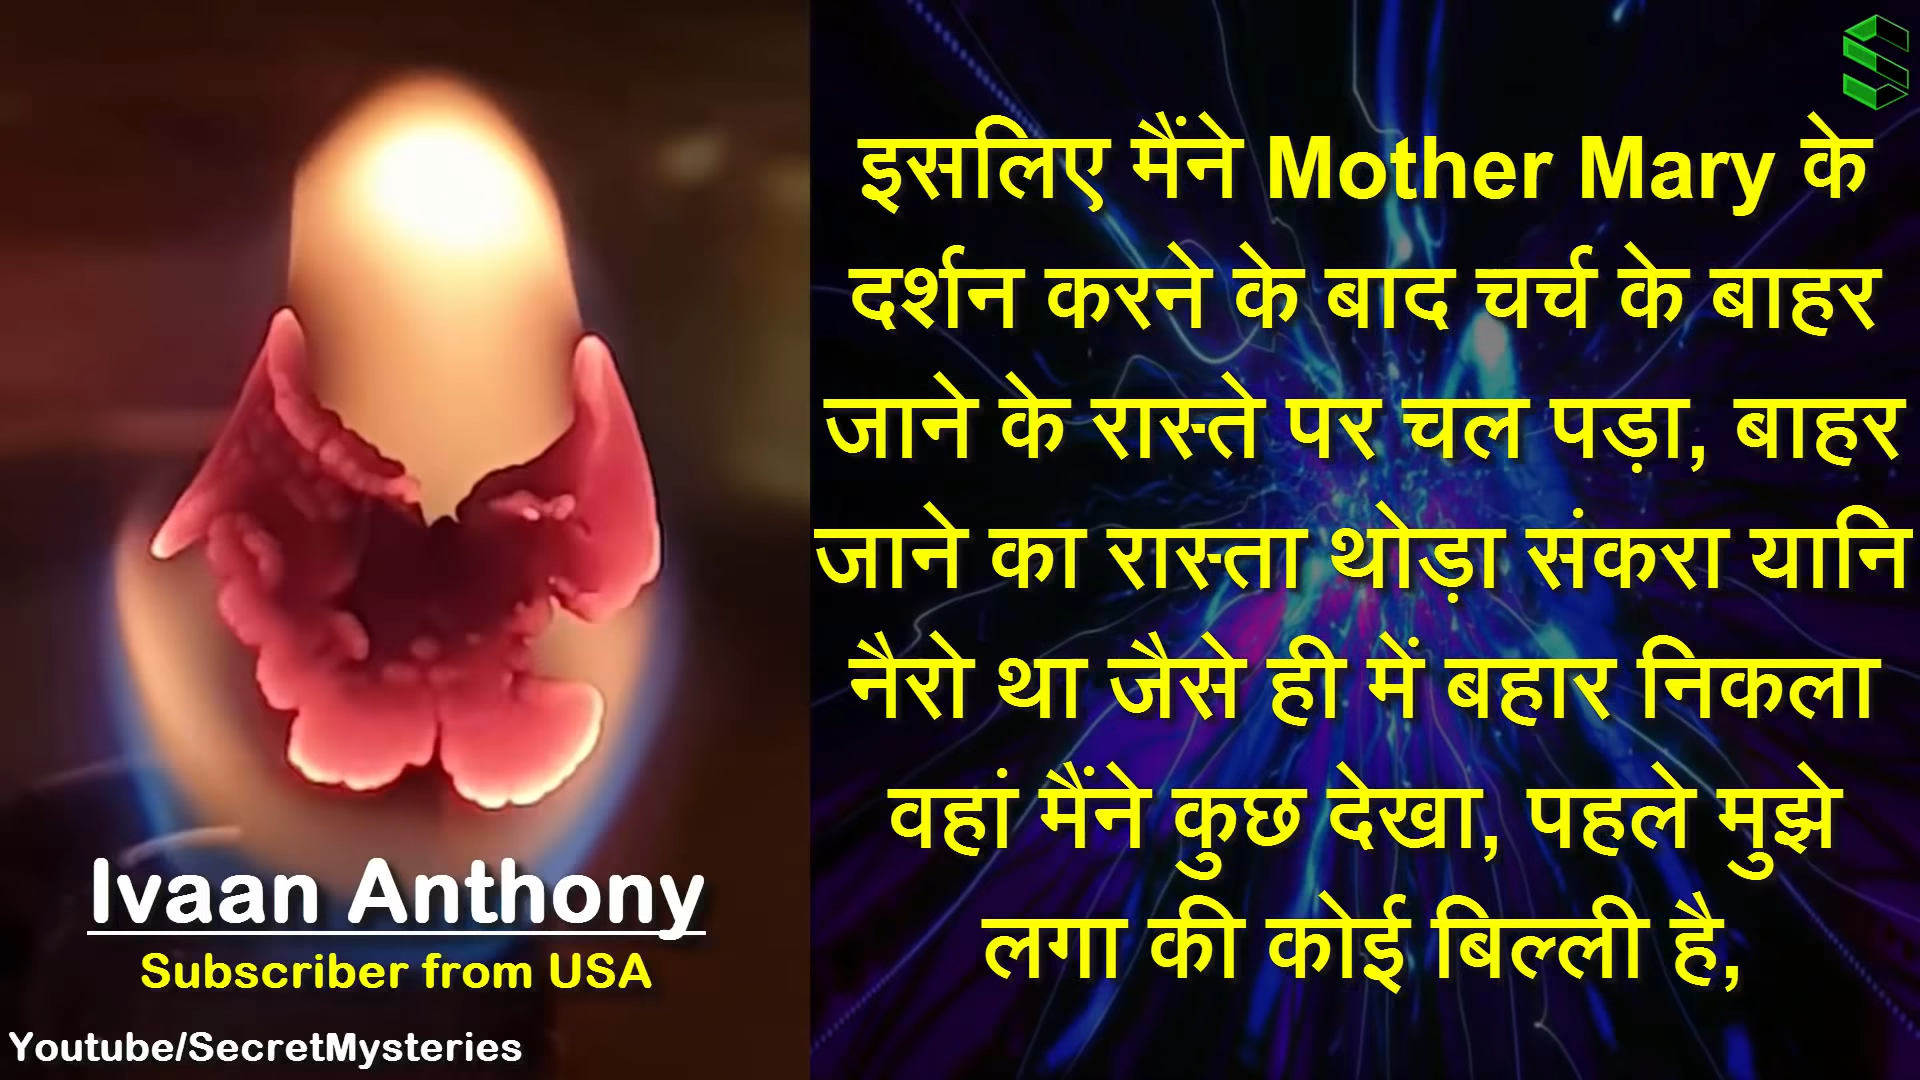 इसलिए मैंने Mother Mary के
दर्शन करने के बाद चर्च के बाहर
जाने के रास्ते पर चल पड़ा, बाहर
जाने का रास्ता थोड़ा संकरा यानि
नैरो था जैसे ही में बहार निकला
वहां मैंने कुछ देखा, पहले मुझे
लगा की कोई बिल्ली है,
Ivaan Anthony
Subscriber from USA
Youtube/SecretMysteries